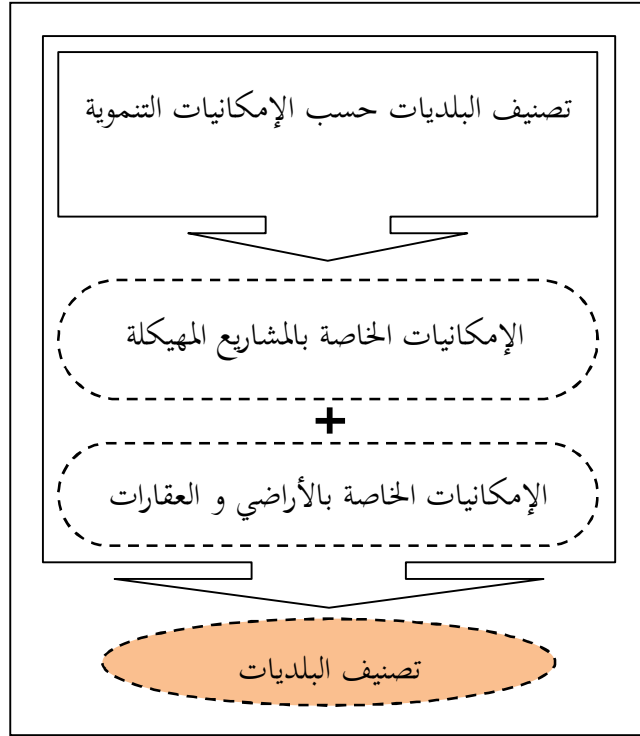 تصنيف البلديات حسب الإمكانيات التنموية
الإمكانيات الخاصة بالمشاريع المهيكلة
+
الإمكانيات الخاصة بالأراضي و العقارات
تصنيف البلديات